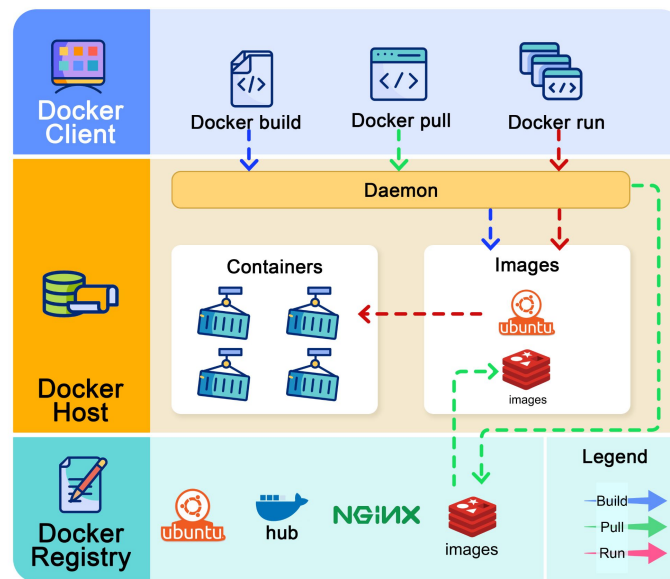 Docker
Client
Docker build
Docker pull
Docker run
Daemon
Docker
Host
Containers
Images
ubuntu
images
Docker
Registry
ubuntu
hub
NGINX
images
Legend
Build
Pull
Run